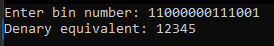 Enter bin number: 11000000111001
Denary equivalent: 12345